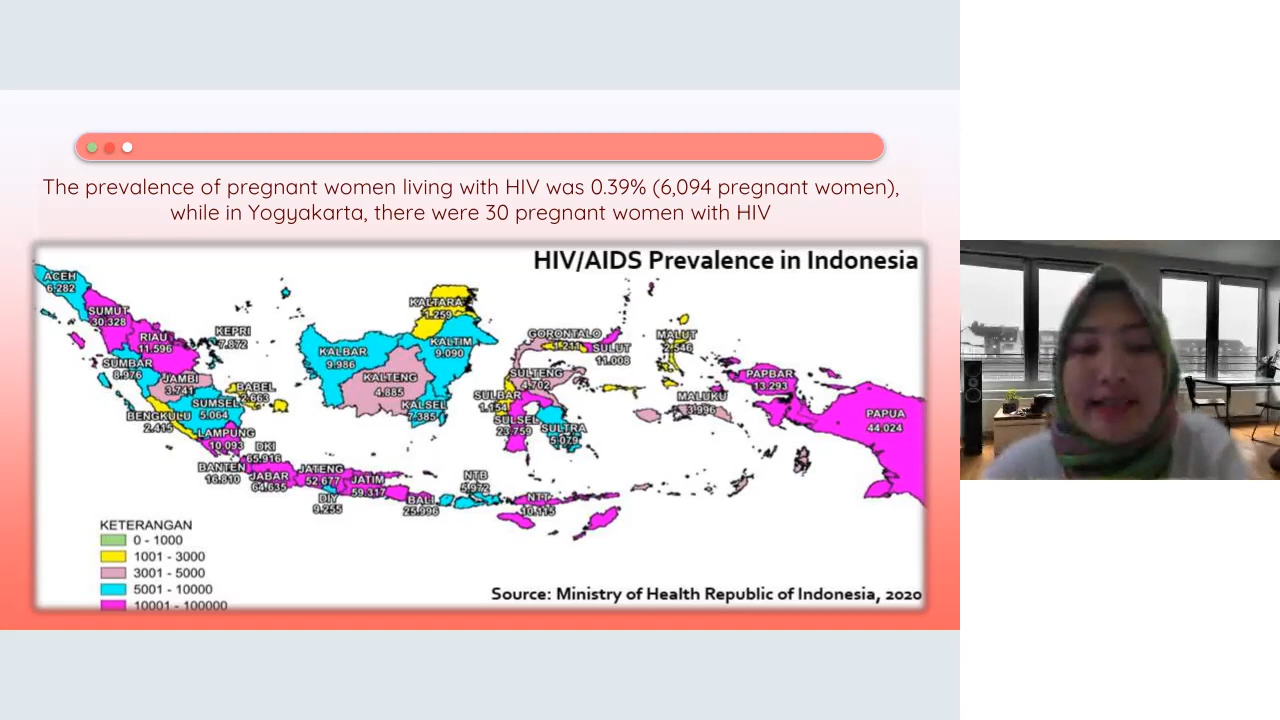 The prevalence of pregnant women living with HIV was 0.39% (6,094 pregnant women),
while in Yogyakarta, there were 30 pregnant women with HIV
HIV/AIDS Prevalence in Indonesia
ACEH
6.282
SUMUT
30.328
RIAU
11.596
KEPRI
7.872
SUMBAR
8.976
JAMBI
3.741
BABEL
2.663
SUMSEL
5.064
BENGKULU
2.415
LAMPUNG
10.093
DKI
65.916
BANTEN
16.810
JABAR
JATENG
52.677
JATIM
59.317
DIY
9.255
BALI
25.996
NTB
NTT
10.115
KALBAR
9.986
KALTENG
4.885
KALSEL
7.385
KALTIM
9.090
KALTARA
1.259
GORONTALO
SULUT
11.008
SULTENG
4.702
SULBAR
1.154
SULSEL
23.759
SULTRA
5.079
MALUT
MALUKU
3.996
PAPBAR
13.293
PAPUA
44.024
KETERANGAN
0 - 1000
1001 - 3000
3001 - 5000
5001 - 10000
10001 - 100000
Source: Ministry of Health Republic of Indonesia, 2020